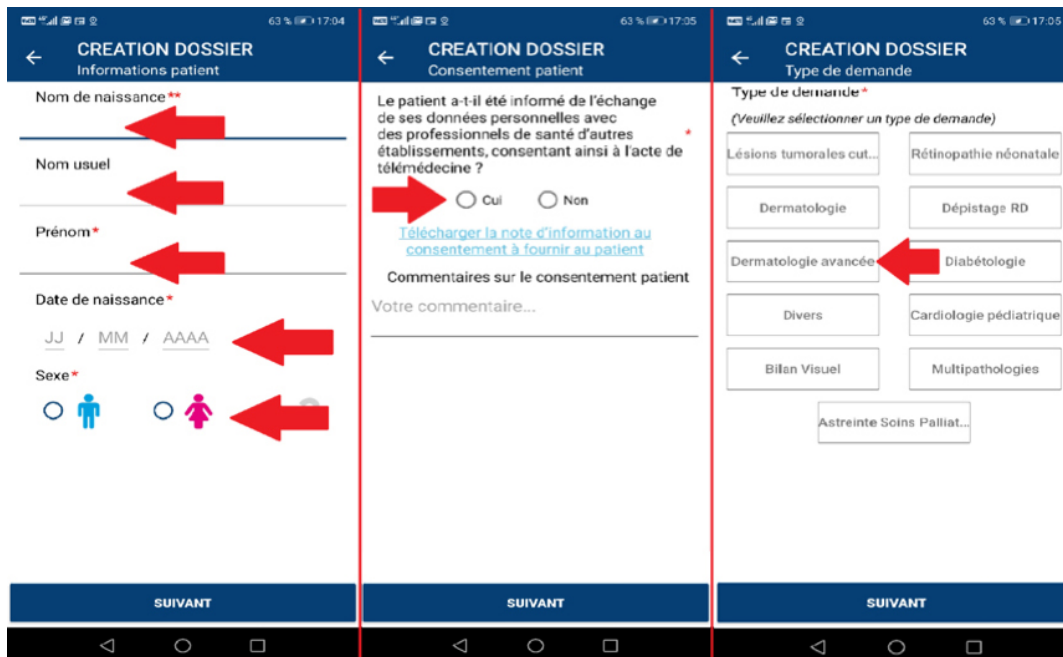 63 % 17:04
CREATION DOSSIER
Informations patient
Nom de naissance**
Nom usuel
Prénom*
Date de naissance*
JJ / MM / AAAA
Sexe*
SUIVANT
63 % 17:05
CREATION DOSSIER
Consentement patient
Le patient a-t-il été informé de l'échange
de ses données personnelles avec
des professionnels de santé d'autres *
établissements, consentant ainsi à l'acte de
télémédecine ?
Oui Non
Télécharger la note d'information au
consentement à fournir au patient
Commentaires sur le consentement patient
Votre commentaire...
SUIVANT
63 % 17:05
CREATION DOSSIER
Type de demande
Type de demande*
(Veuillez sélectionner un type de demande)
Lésions tumorales cut... Rétinopathie néonatale
Dermatologie Dépistage RD
Dermatologie avancée Diabétologie
Divers Cardiologie pédiatrique
Bilan Visuel Multipathologies
Astreinte Soins Palliat...
SUIVANT